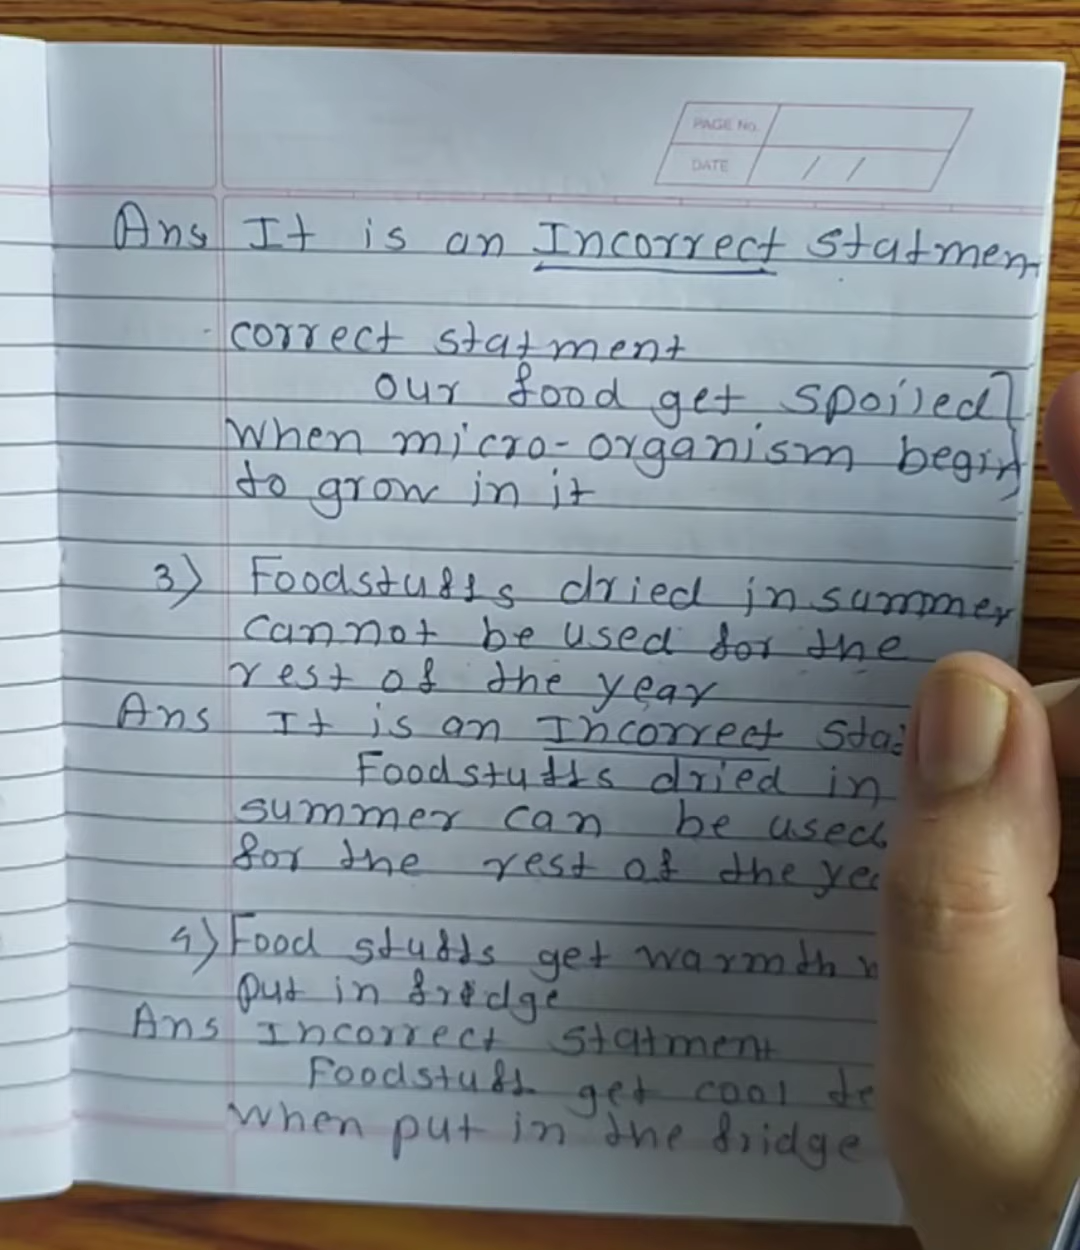 PAGE No.
DATE / /
Ans It is an Incorrect statmen
correct statment
our food get spoiled
when micro-organism begin
to grow in it
3) Foodstuffs dried in summer
cannot be used for the
rest of the year
Ans It is an Incorrect
Foodstuffs dried in
summer can be used
for the rest of the
4) Food stuffs get warmth
put in fridge
Ans Incorrect statment
Foodstuff get cool
when put in the fridge